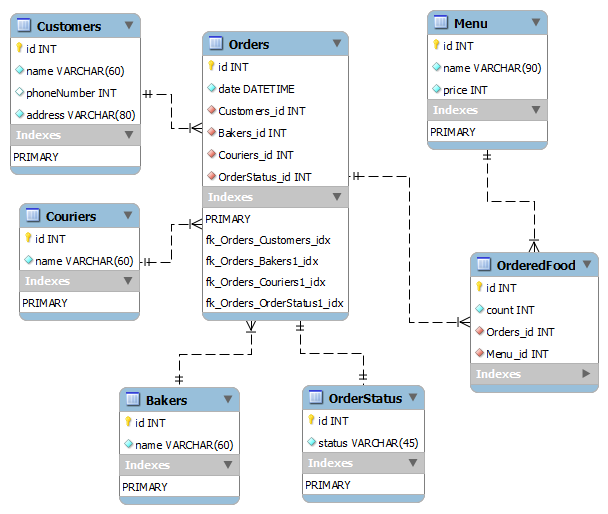 Customers
id INT
name VARCHAR(60)
phoneNumber INT
address VARCHAR(80)
Indexes
PRIMARY
Orders
id INT
date DATETIME
Customers_id INT
Bakers_id INT
Couriers_id INT
OrderStatus_id INT
Indexes
PRIMARY
fk_Orders_Customers_idx
fk_Orders_Bakers1_idx
fk_Orders_Couriers1_idx
fk_Orders_OrderStatus1_idx
Menu
id INT
name VARCHAR(90)
price INT
Indexes
PRIMARY
Couriers
id INT
name VARCHAR(60)
Indexes
PRIMARY
OrderedFood
id INT
count INT
Orders_id INT
Menu_id INT
Indexes
Bakers
id INT
name VARCHAR(60)
Indexes
PRIMARY
OrderStatus
id INT
status VARCHAR(45)
Indexes
PRIMARY